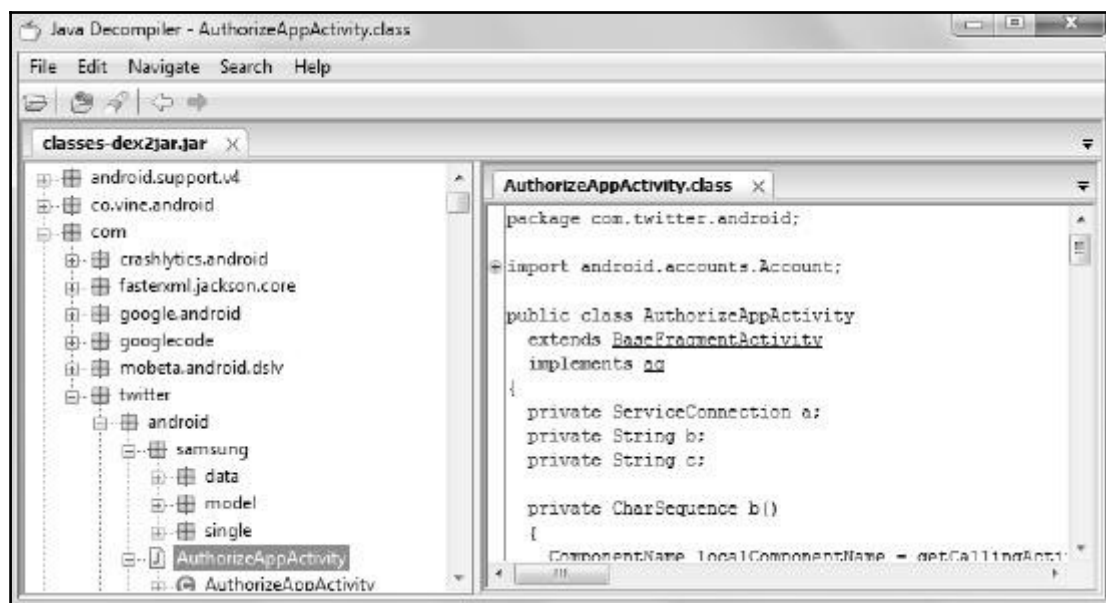 Java Decompiler - AuthorizeAppActivity.class
File Edit Navigate Search Help
classes-dex2jar.jar
android.support.v4
co.vine.android
com
crashlytics.android
fasterxml.jackson.core
google.android
googlecode
mobeta.android.dslv
twitter
android
samsung
data
model
single
AuthorizeAppActivity
AuthorizeAppActivity
AuthorizeAppActivity.class
package com.twitter.android;
import android.accounts.Account;
public class AuthorizeAppActivity
extends BaseFragmentActivity
implements ag
{
private ServiceConnection a;
private String b;
private String c;
private CharSequence b()
{
ComponentName localComponentName = getCallingActi